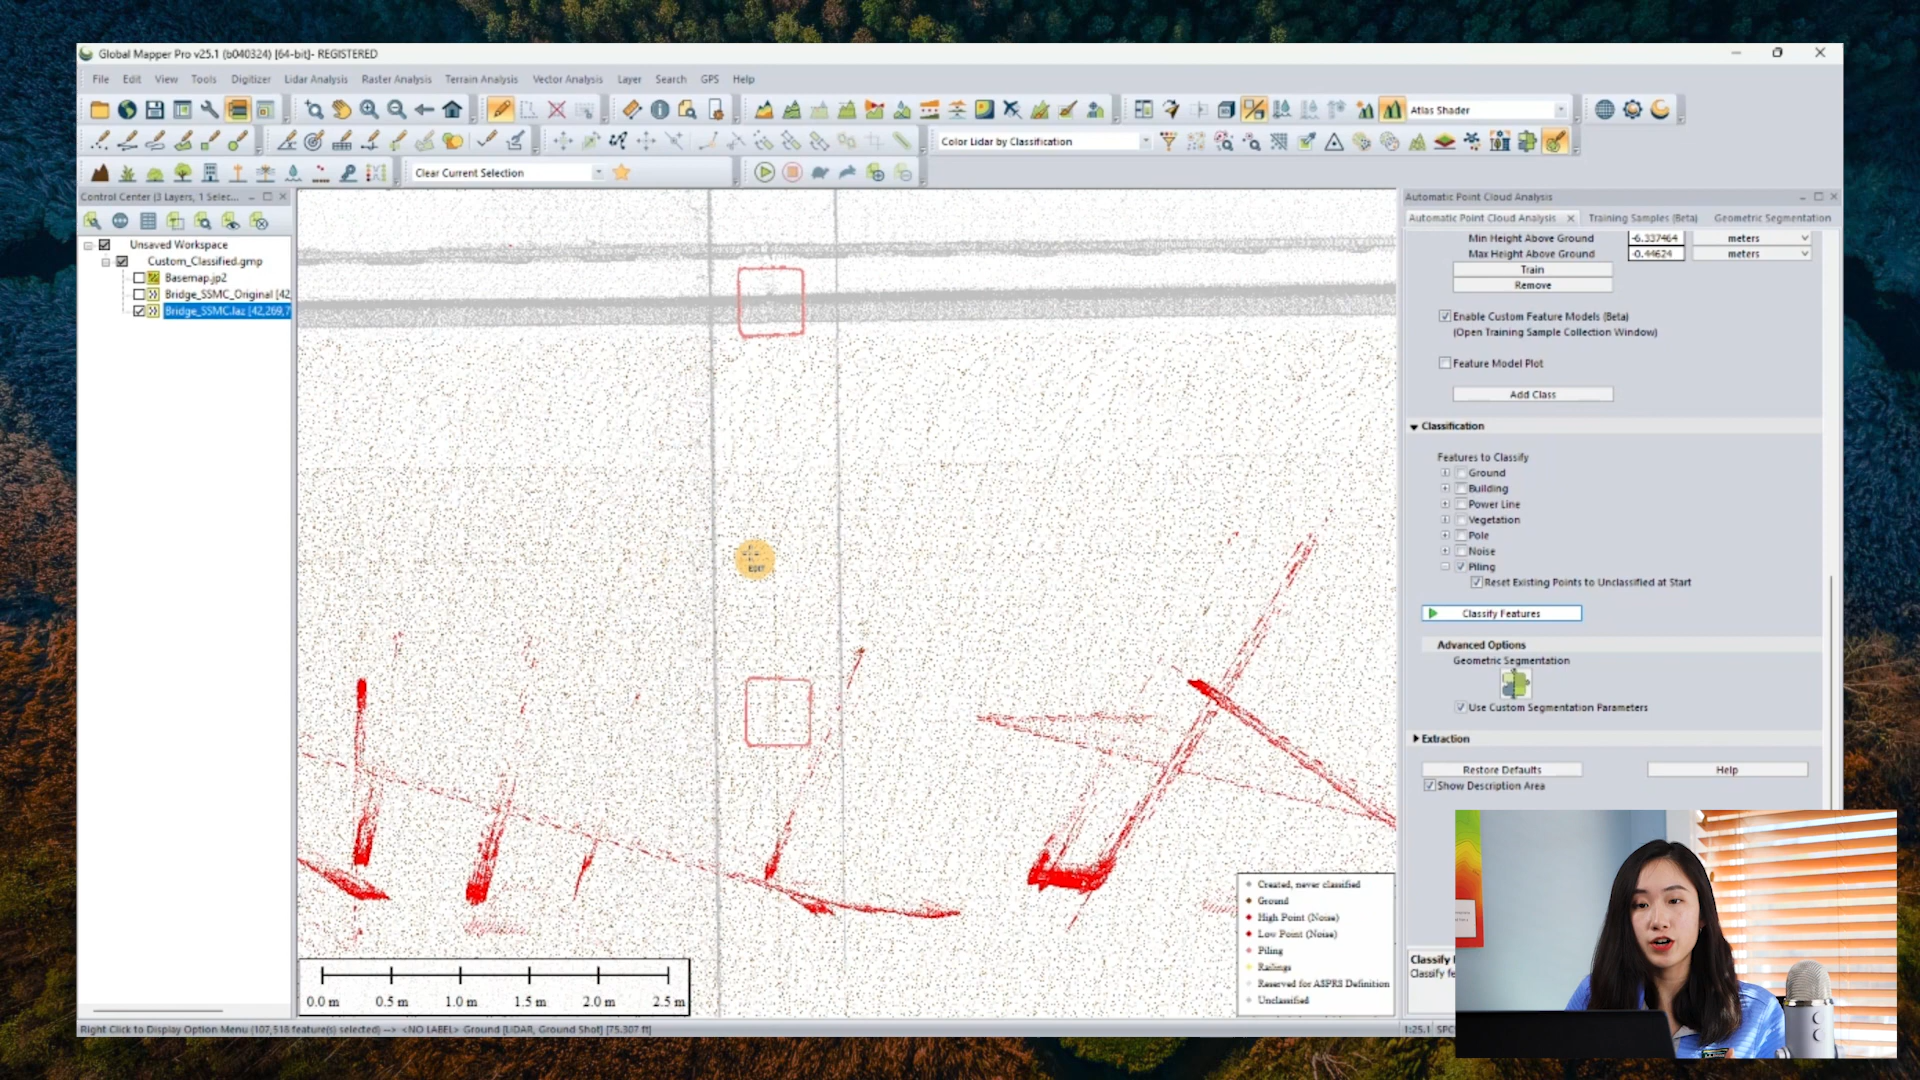 Global Mapper Pro v25.1 (b040324) [64-bit]- REGISTERED
File Edit View Tools Digitizer Lidar Analysis Raster Analysis Terrain Analysis Vector Analysis Layer Search GPS Help
Atlas Shader
Color Lidar by Classification
Clear Current Selection
Control Center (3 Layers, 1 Selec...
Unsaved Workspace
Custom_Classified.gmp
Basemap.jp2
Bridge_SSMC_Original [42
Bridge_SSMC.laz [42,269,7
EDIT
0.0 m 0.5 m 1.0 m 1.5 m 2.0 m 2.5 m
Created, never classified
Ground
High Point (Noise)
Low Point (Noise)
Piling
Railings
Reserved for ASPRS Definition
Unclassified
Automatic Point Cloud Analysis
Automatic Point Cloud Analysis Training Samples (Beta) Geometric Segmentation
Min Height Above Ground -6.337464 meters
Max Height Above Ground -0.44624 meters
Train
Remove
Enable Custom Feature Models (Beta)
(Open Training Sample Collection Window)
Feature Model Plot
Add Class
Classification
Features to Classify
Ground
Building
Power Line
Vegetation
Pole
Noise
Piling
Reset Existing Points to Unclassified at Start
Classify Features
Advanced Options
Geometric Segmentation
Use Custom Segmentation Parameters
Extraction
Restore Defaults Help
Show Description Area
Classify
Classify fe
Right Click to Display Option Menu (107,518 feature(s) selected) --> <NO LABEL> Ground [LIDAR, Ground Shot] [75.307 ft]
1:25.1 SPC